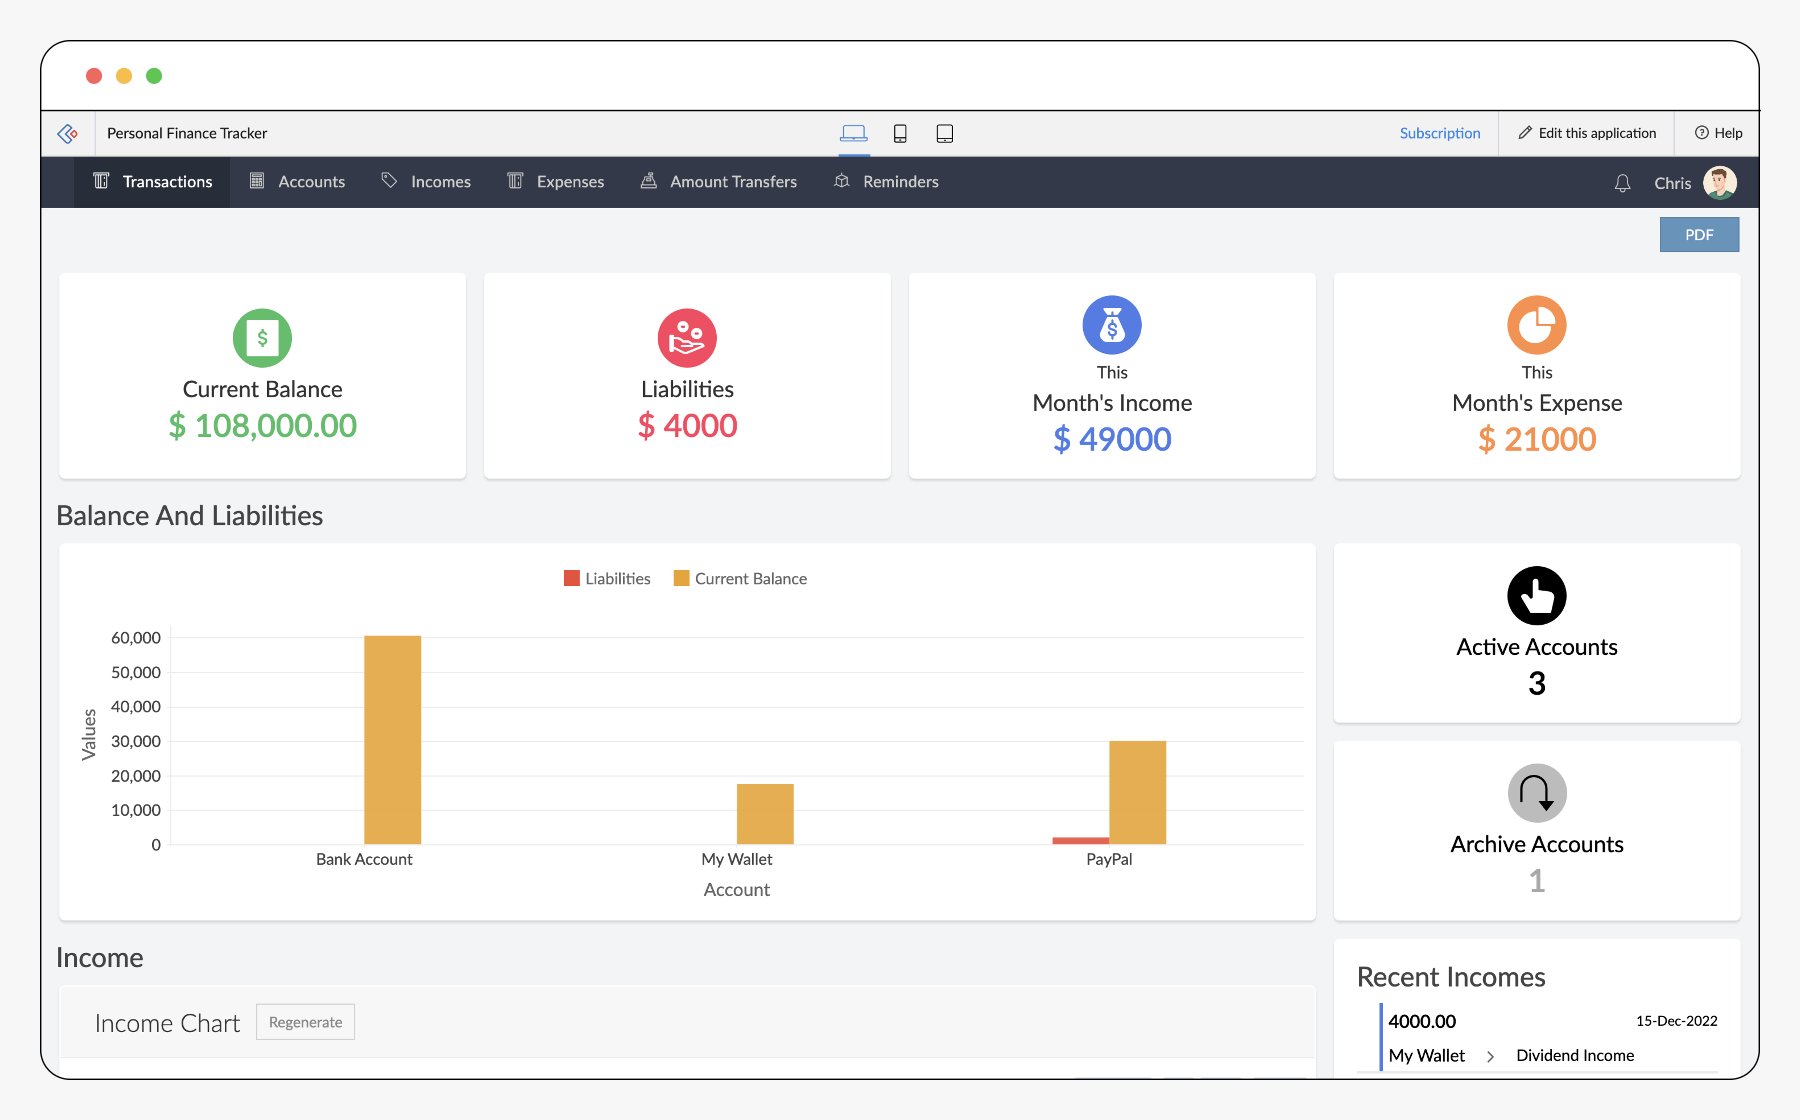 Personal Finance Tracker
Subscription
Edit this application
Help
Transactions
Accounts
Incomes
Expenses
Amount Transfers
Reminders
Chris
PDF
$
Current Balance
$ 108,000.00
Liabilities
$ 4000
$
This
Month's Income
$ 49000
This
Month's Expense
$ 21000
Balance And Liabilities
Liabilities
Current Balance
60,000
50,000
40,000
30,000
20,000
10,000
0
Values
Bank Account
My Wallet
PayPal
Account
Active Accounts
3
Archive Accounts
1
Income
Income Chart
Regenerate
Recent Incomes
4000.00
15-Dec-2022
My Wallet > Dividend Income